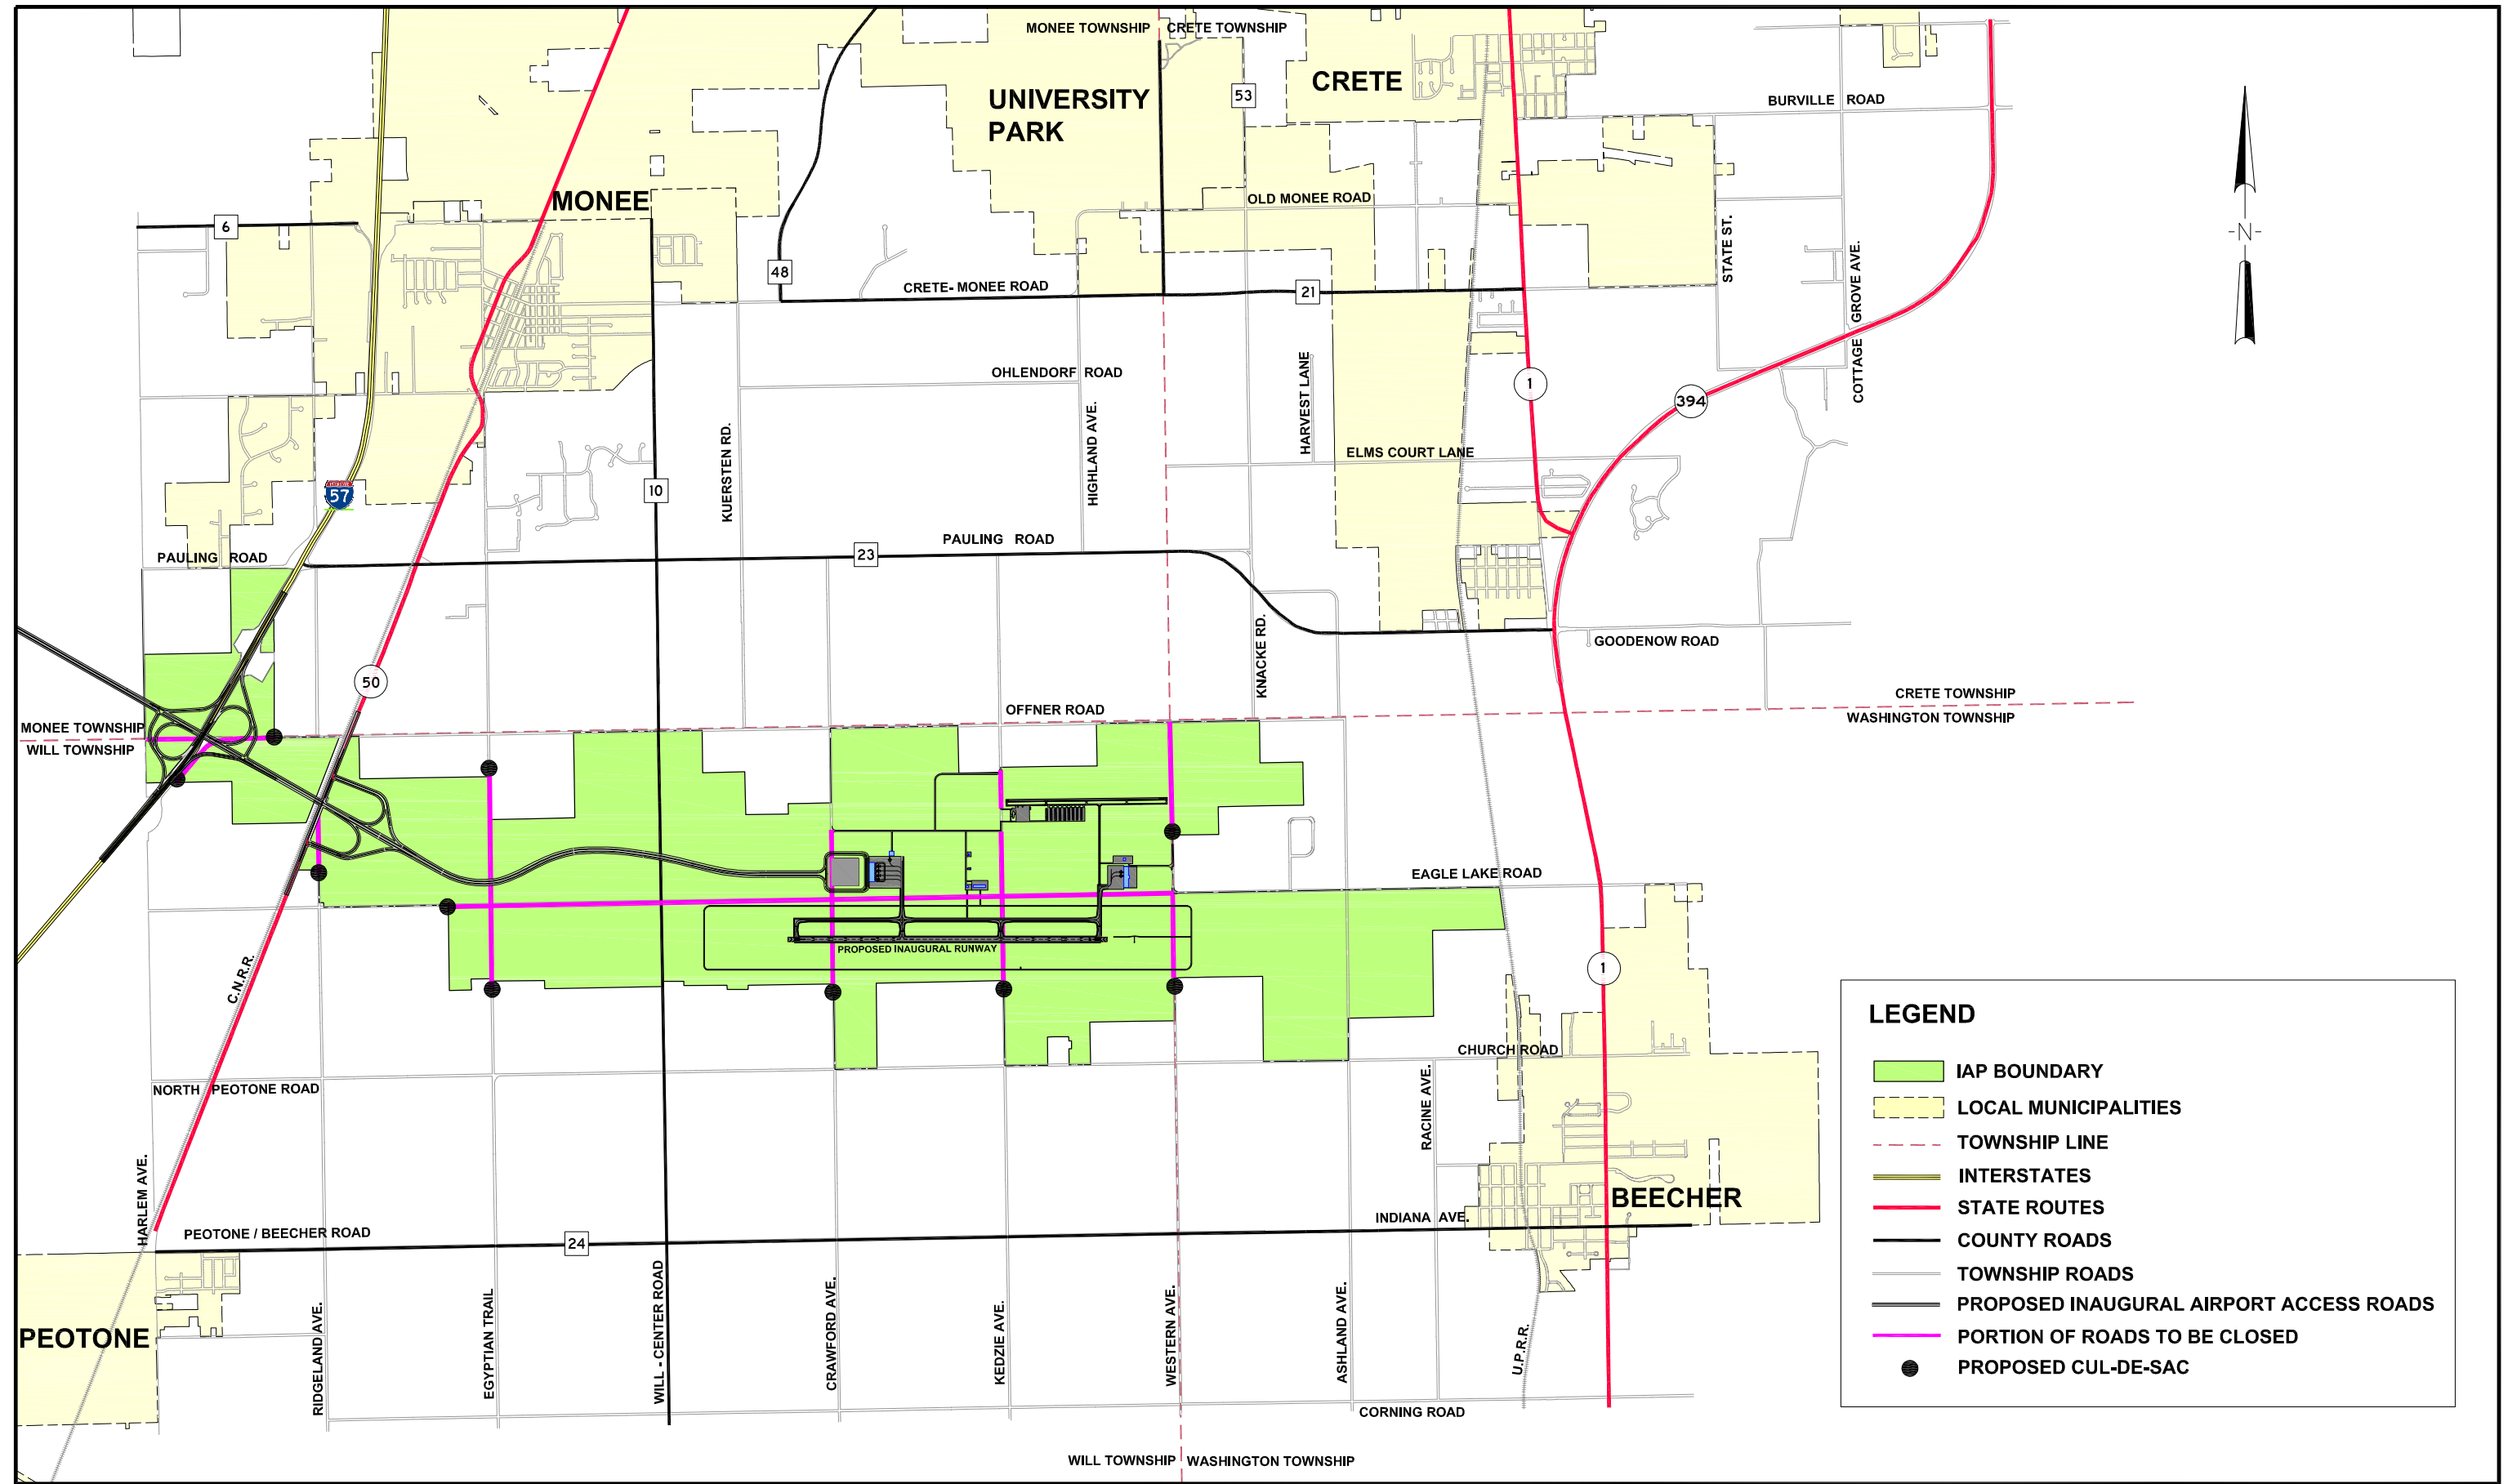 MONEE TOWNSHIP
CRETE TOWNSHIP
UNIVERSITY
PARK
CRETE
53
BURVILLE ROAD
MONEE
OLD MONEE ROAD
6
-N-
STATE ST.
COTTAGE GROVE AVE.
48
CRETE- MONEE ROAD
21
OHLENDORF ROAD
HARVEST LANE
1
394
KUERSTEN RD.
HIGHLAND AVE.
ELMS COURT LANE
57
10
PAULING ROAD
23
PAULING ROAD
GOODENOW ROAD
KNACKE RD.
50
OFFNER ROAD
CRETE TOWNSHIP
WASHINGTON TOWNSHIP
MONEE TOWNSHIP
WILL TOWNSHIP
EAGLE LAKE ROAD
PROPOSED INAUGURAL RUNWAY
C.N.R.R.
1
CHURCH ROAD
NORTH PEOTONE ROAD
RACINE AVE.
HARLEM AVE.
BEECHER
PEOTONE / BEECHER ROAD
24
INDIANA AVE.
PEOTONE
RIDGELAND AVE.
EGYPTIAN TRAIL
WILL - CENTER ROAD
CRAWFORD AVE.
KEDZIE AVE.
WESTERN AVE.
ASHLAND AVE.
U.P.R.R.
CORNING ROAD
WILL TOWNSHIP
WASHINGTON TOWNSHIP
LEGEND
IAP BOUNDARY
LOCAL MUNICIPALITIES
TOWNSHIP LINE
INTERSTATES
STATE ROUTES
COUNTY ROADS
TOWNSHIP ROADS
PROPOSED INAUGURAL AIRPORT ACCESS ROADS
PORTION OF ROADS TO BE CLOSED
PROPOSED CUL-DE-SAC